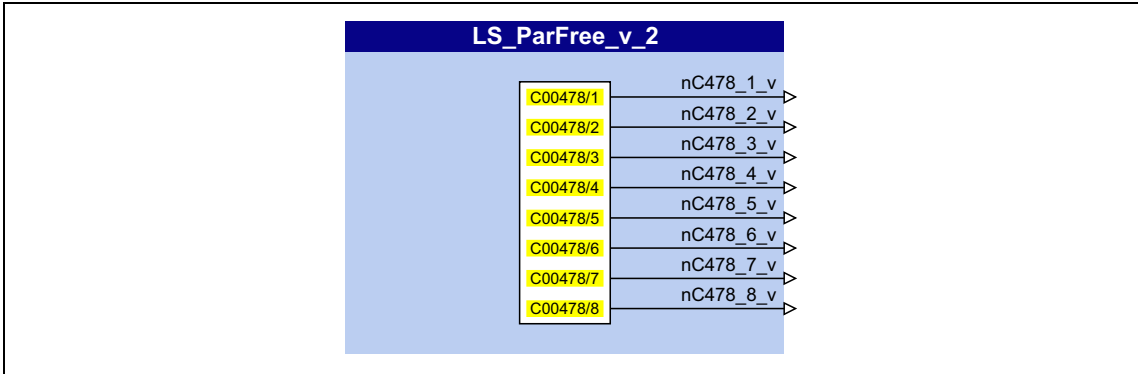 LS_ParFree_v_2
C00478/1 nC478_1_v
C00478/2 nC478_2_v
C00478/3 nC478_3_v
C00478/4 nC478_4_v
C00478/5 nC478_5_v
C00478/6 nC478_6_v
C00478/7 nC478_7_v
C00478/8 nC478_8_v